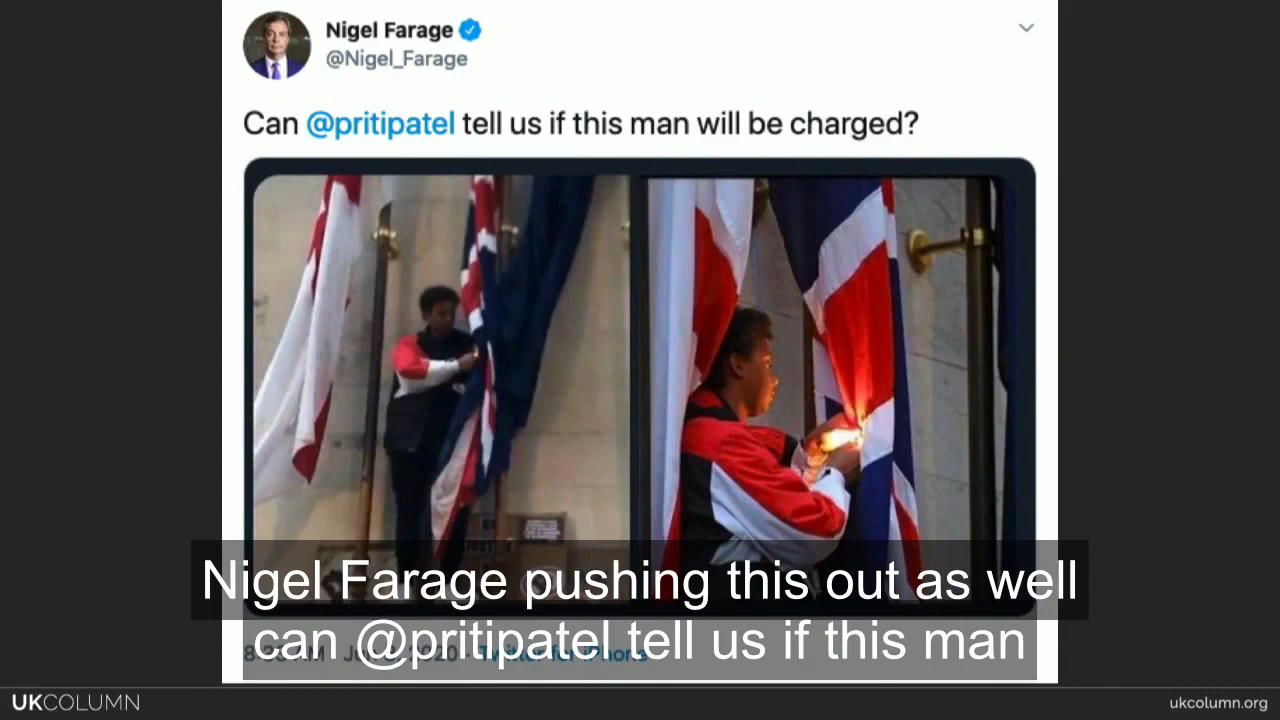 Nigel Farage
@Nigel_Farage
Can @pritipatel tell us if this man will be charged?
Nigel Farage pushing this out as well
can @pritipatel tell us if this man
UKCOLUMN
ukcolumn.org